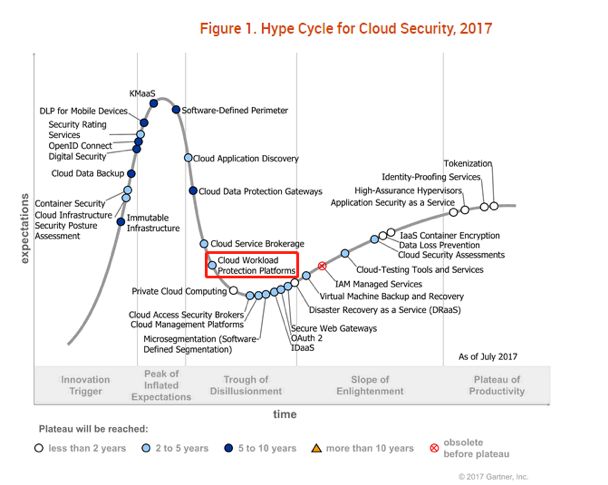 Figure 1. Hype Cycle for Cloud Security, 2017
expectations
KMaaS
DLP for Mobile Devices
Security Rating
Services
OpenID Connect
Digital Security
Cloud Data Backup
Container Security
Cloud Infrastructure
Security Posture
Assessment
Immutable
Infrastructure
Software-Defined Perimeter
Cloud Application Discovery
Cloud Data Protection Gateways
Cloud Service Brokerage
Cloud Workload
Protection Platforms
Private Cloud Computing
Cloud Access Security Brokers
Cloud Management Platforms
Microsegmentation (Software-
Defined Segmentation)
IDaaS
OAuth 2
Secure Web Gateways
Disaster Recovery as a Service (DRaaS)
Virtual Machine Backup and Recovery
IAM Managed Services
Cloud-Testing Tools and Services
Cloud Security Assessments
Data Loss Prevention
IaaS Container Encryption
Application Security as a Service
High-Assurance Hypervisors
Identity-Proofing Services
Tokenization
As of July 2017
Innovation
Trigger
Peak of
Inflated
Expectations
Trough of
Disillusionment
Slope of
Enlightenment
Plateau of
Productivity
time
Plateau will be reached:
less than 2 years
2 to 5 years
5 to 10 years
more than 10 years
obsolete
before plateau
© 2017 Gartner, Inc.